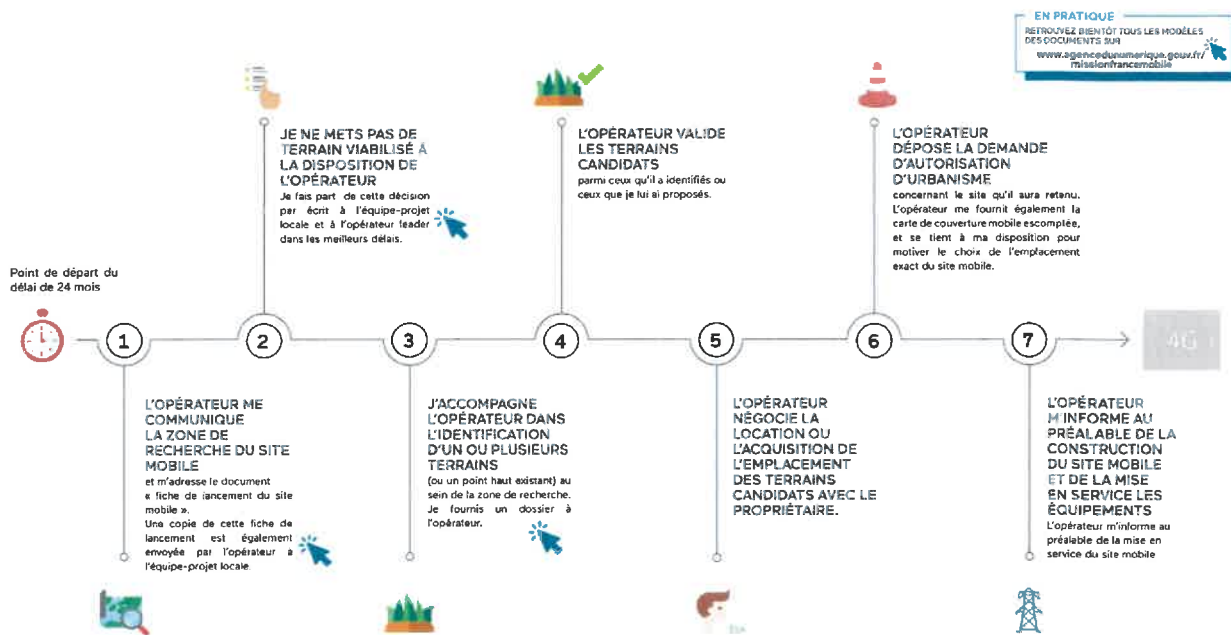 EN PRATIQUE
RETROUVEZ BIENTÔT TOUS LES MODÈLES
DES DOCUMENTS SUR
www.agencedunumerique.gouv.fr/
missionfrancemobile
JE NE METS PAS DE
TERRAIN VIABILISÉ À
LA DISPOSITION DE
L'OPÉRATEUR
Je fais part de cette décision
par écrit à l'équipe-projet
locale et à l'opérateur leader
dans les meilleurs délais.
L'OPÉRATEUR VALIDE
LES TERRAINS
CANDIDATS
parmi ceux qu'il a identifiés ou
ceux que je lui ai proposés.
L'OPÉRATEUR
DÉPOSE LA DEMANDE
D'AUTORISATION
D'URBANISME
concernant le site qu'il aura retenu.
L'opérateur me fournit également la
carte de couverture mobile escomptée,
et se tient à ma disposition pour
motiver le choix de l'emplacement
exact du site mobile.
Point de départ du
délai de 24 mois
1
2
3
4
5
6
7
4G
L'OPÉRATEUR ME
COMMUNIQUE
LA ZONE DE
RECHERCHE DU SITE
MOBILE
et m'adresse le document
« fiche de lancement du site
mobile ».
Une copie de cette fiche de
lancement est également
envoyée par l'opérateur à
l'équipe-projet locale.
J'ACCOMPAGNE
L'OPÉRATEUR DANS
L'IDENTIFICATION
D'UN OU PLUSIEURS
TERRAINS
(ou un point haut existant) au
sein de la zone de recherche.
Je fournis un dossier à
l'opérateur.
L'OPÉRATEUR
NÉGOCIE LA
LOCATION OU
L'ACQUISITION DE
L'EMPLACEMENT
DES TERRAINS
CANDIDATS AVEC LE
PROPRIÉTAIRE.
L'OPÉRATEUR
M'INFORME AU
PRÉALABLE DE LA
CONSTRUCTION
DU SITE MOBILE
ET DE LA MISE
EN SERVICE LES
ÉQUIPEMENTS
L'opérateur m'informe au
préalable de la mise en
service du site mobile